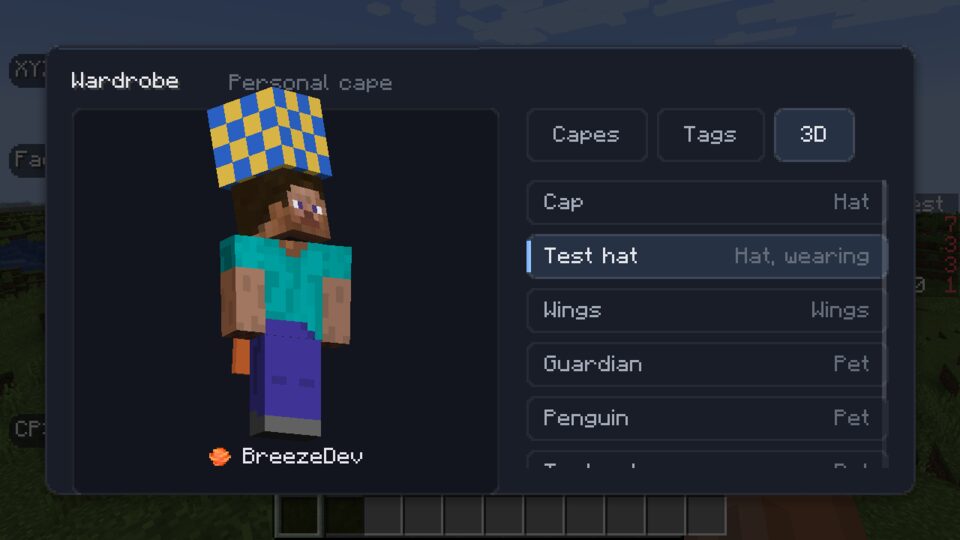 Wardrobe
Personal cape
Capes
Tags
3D
Cap
Hat
Test hat
Hat, wearing
Wings
Wings
Guardian
Pet
Penguin
Pet
BreezeDev